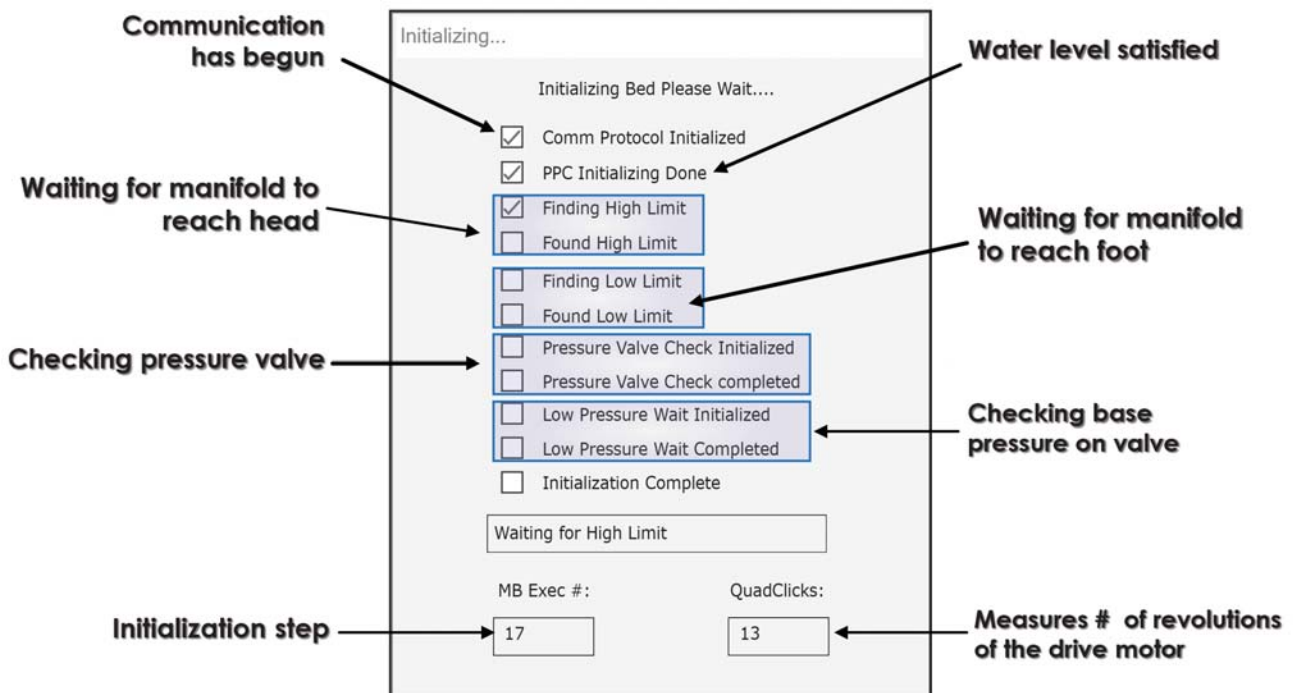 Communication
has begun
Initializing...
Water level satisfied
Initializing Bed Please Wait....
Comm Protocol Initialized
PPC Initializing Done
Waiting for manifold to
reach head
Finding High Limit
Found High Limit
Waiting for manifold
to reach foot
Finding Low Limit
Found Low Limit
Checking pressure valve
Pressure Valve Check Initialized
Pressure Valve Check completed
Low Pressure Wait Initialized
Low Pressure Wait Completed
Checking base
pressure on valve
Initialization Complete
Waiting for High Limit
MB Exec #:
QuadClicks:
Initialization step
17
13
Measures # of revolutions
of the drive motor